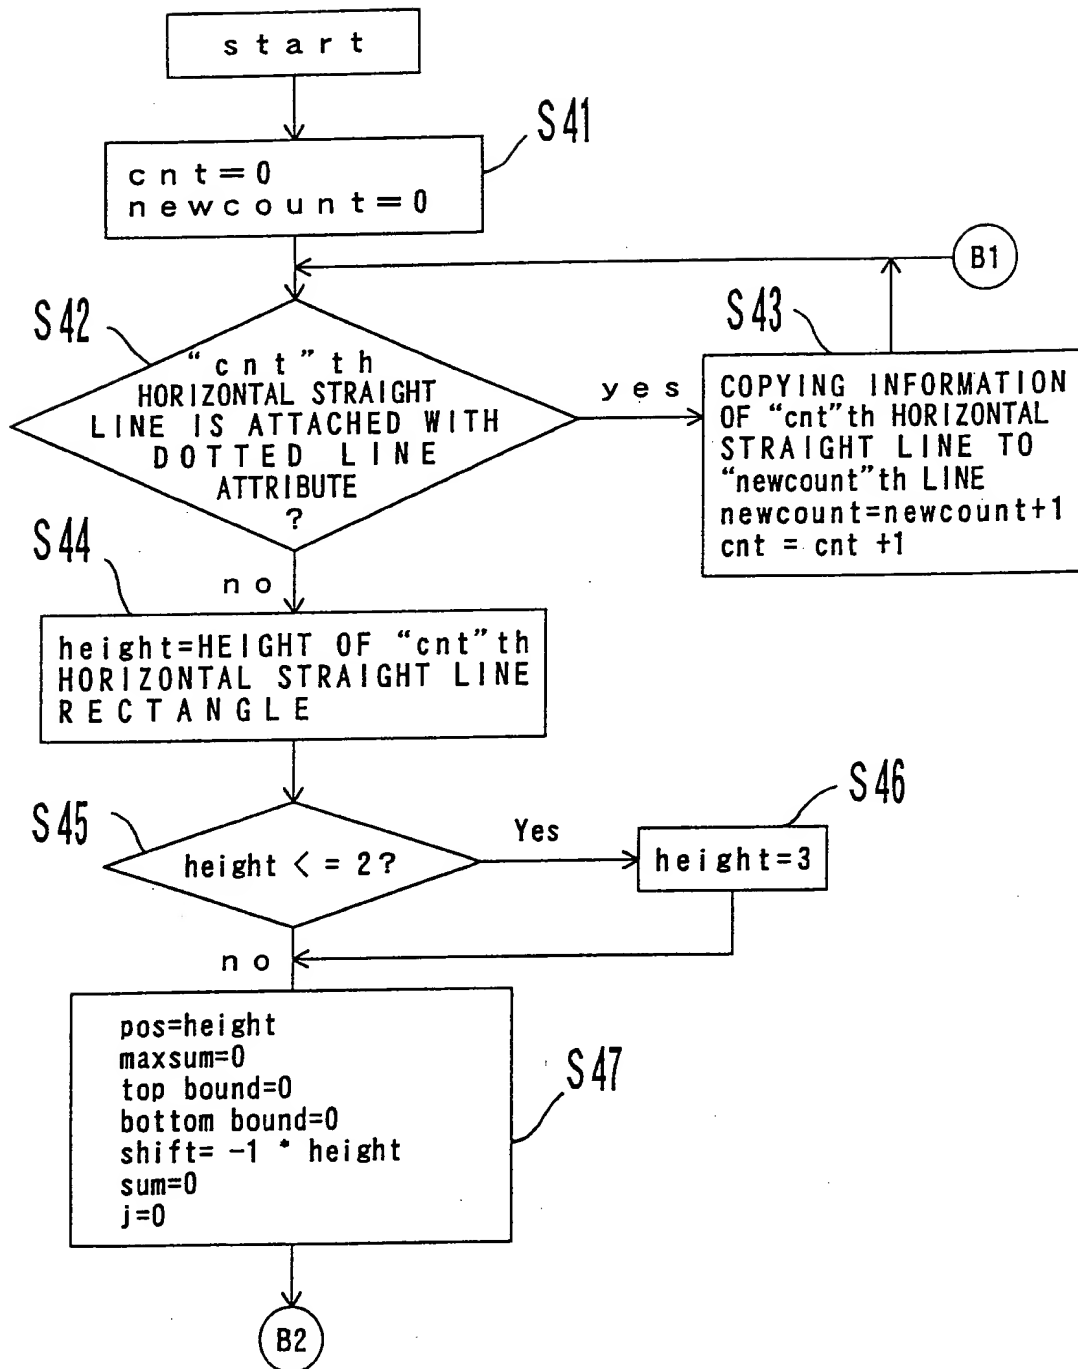 start
S41
cnt=0
newcount=0
B1
S42
S43
"cnt"th
HORIZONTAL STRAIGHT
LINE IS ATTACHED WITH
DOTTED LINE
ATTRIBUTE
?
yes
COPYING INFORMATION
OF "cnt"th HORIZONTAL
STRAIGHT LINE TO
"newcount"th LINE
newcount=newcount+1
cnt = cnt +1
S44
no
height=HEIGHT OF "cnt"th
HORIZONTAL STRAIGHT LINE
RECTANGLE
S45
S46
height < = 2?
Yes
height=3
no
S47
pos=height
maxsum=0
top bound=0
bottom bound=0
shift= -1 * height
sum=0
j=0
B2